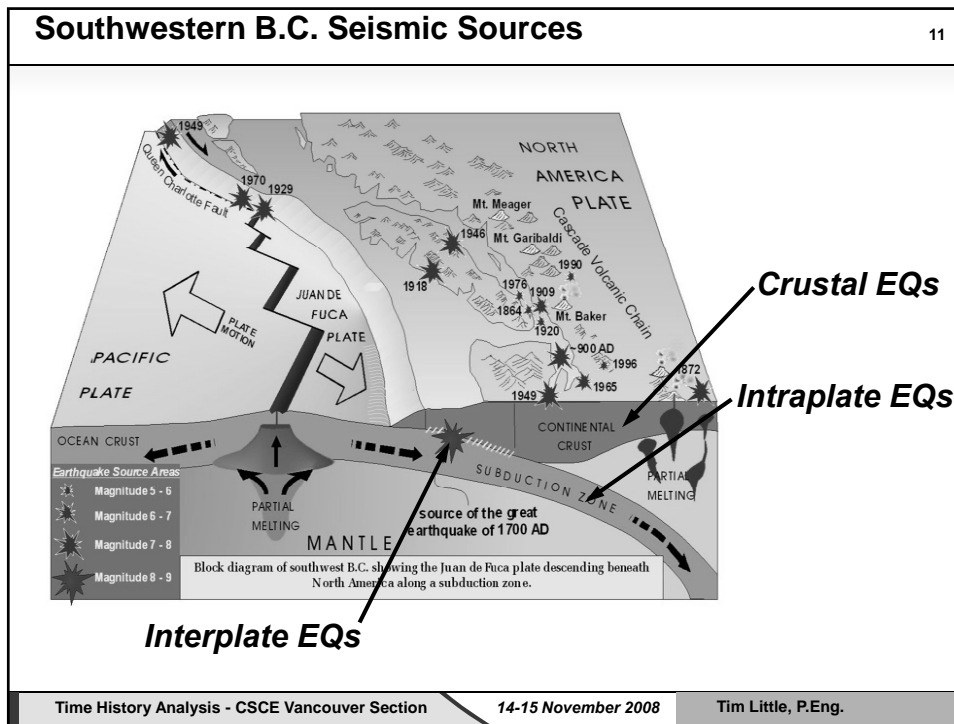 Southwestern B.C. Seismic Sources
11
1949
Queen Charlotte Fault
1970
1929
NORTH
AMERICA
PLATE
Mt. Meager
Mt. Garibaldi
Cascade Volcanic Chain
1946
1918
1990
1976
1909
1864
Mt. Baker
1920
~900 AD
1996
1965
1949
1872
JUAN DE
FUCA
PLATE
PLATE
MOTION
PACIFIC
PLATE
Crustal EQs
Intraplate EQs
OCEAN CRUST
CONTINENTAL
CRUST
SUBDUCTION ZONE
PARTIAL
MELTING
Earthquake Source Areas
Magnitude 5 - 6
Magnitude 6 - 7
Magnitude 7 - 8
Magnitude 8 - 9
PARTIAL
MELTING
source of the great
earthquake of 1700 AD
MANTLE
Block diagram of southwest B.C. showing the Juan de Fuca plate descending beneath
North America along a subduction zone.
Interplate EQs
Time History Analysis - CSCE Vancouver Section
14-15 November 2008
Tim Little, P.Eng.